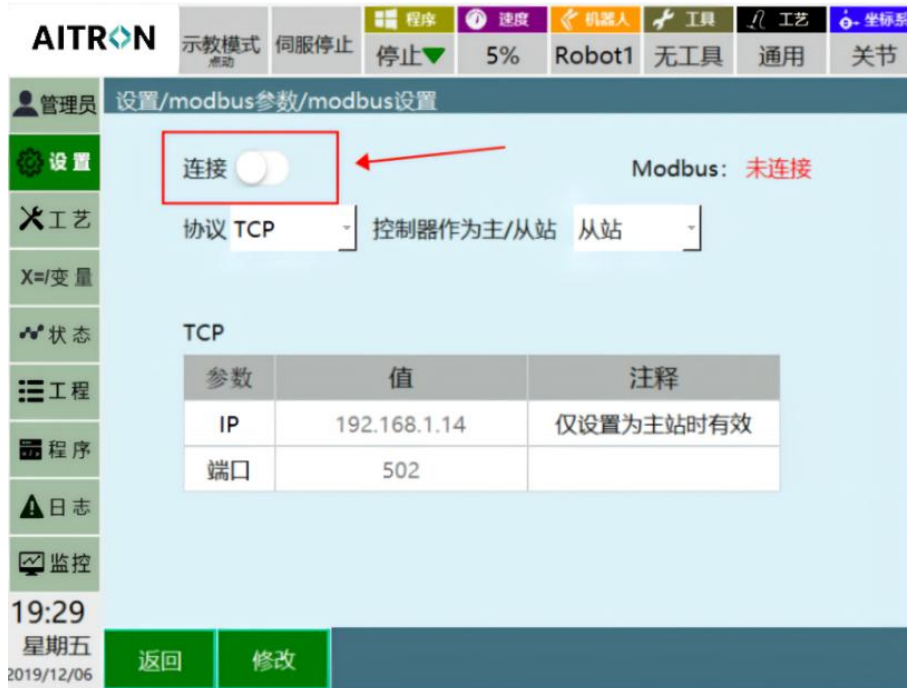 AITRON
示教模式
点动
伺服停止
程序
停止
速度
5%
机器人
Robot1
工具
无工具
工艺
通用
坐标系
关节
管理员
设置/modbus参数/modbus设置
设置
工艺
X=/变量
状态
工程
程序
日志
监控
连接
Modbus: 未连接
协议 TCP 控制器作为主/从站 从站
TCP
参数 值 注释
IP 192.168.1.14 仅设置为主站时有效
端口 502
19:29
星期五
2019/12/06
返回 修改